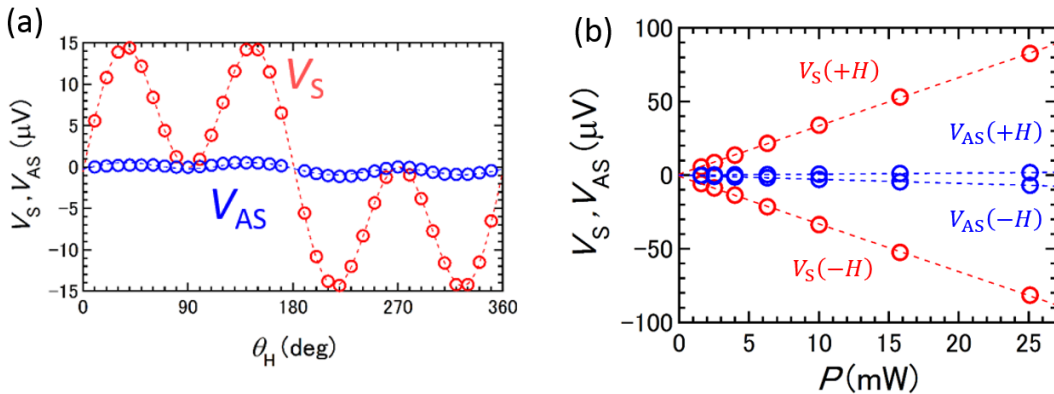 (a)
15
10
5
0
−5
−10
−15
V_S, V_AS (μV)
V_S
V_AS
0 90 180 270 360
θ_H (deg)
(b)
100
50
0
−50
−100
V_S, V_AS (μV)
V_S(+H)
V_AS(+H)
V_AS(−H)
V_S(−H)
0 5 10 15 20 25
P (mW)